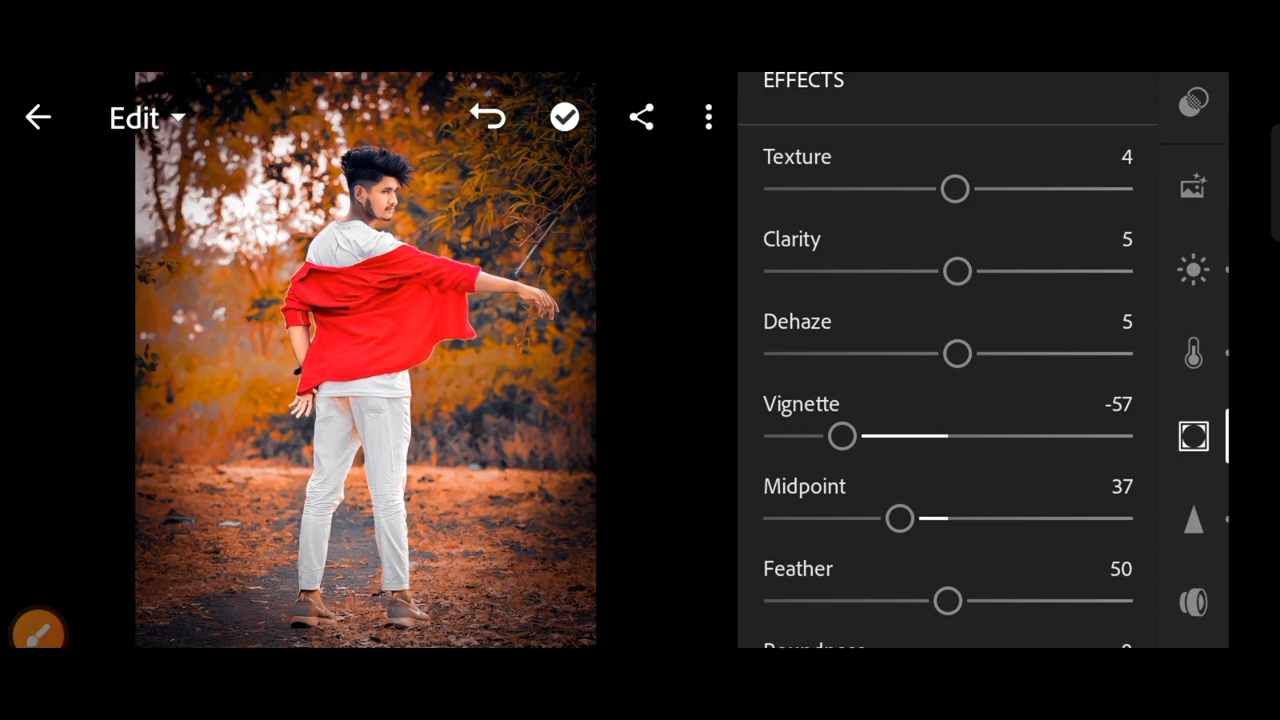 EFFECTS
Edit
Texture 4
Clarity 5
Dehaze 5
Vignette -57
Midpoint 37
Feather 50